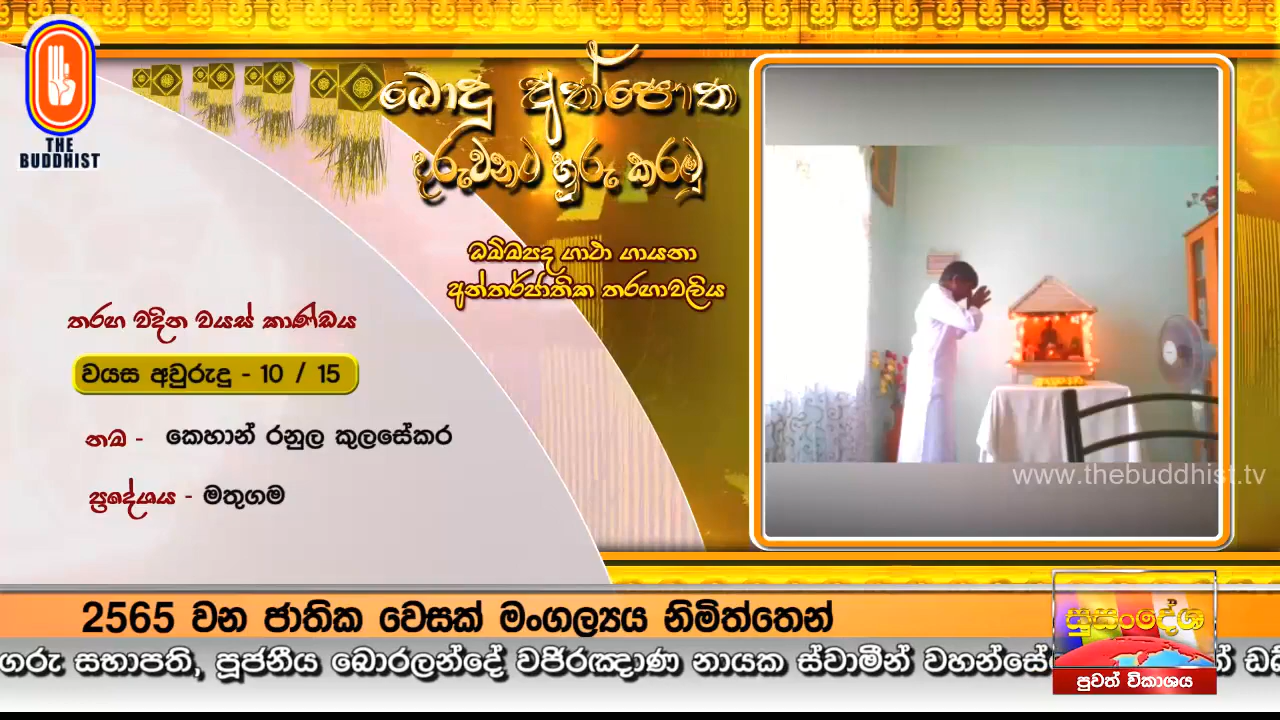 THE
BUDDHIST
බොදු අත්පොත
දරුවනට හුරු කරමු
ධම්මපද ගාථා ගායනා
අන්තර්ජාතික තරඟාවලිය
තරඟ වදින වයස් කාණ්ඩය
වයස අවුරුදු - 10 / 15
නම - කෙහාන් රනුල කුලසේකර
ප්‍රදේශය - මතුගම
www.thebuddhist.tv
2565 වන ජාතික වෙසක් මංගල්‍යය නිමිත්තෙන්
සුසංදේශ
පුවත් විකාශය
ගරු සභාපති, පූජනීය බොරලන්දේ වජිරඤාණ නායක ස්වාමීන් වහන්සේ